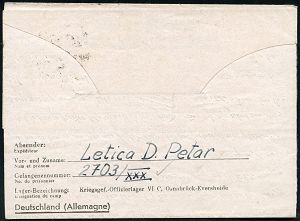 Absender:
Expéditeur
Vor- und Zuname: Letica D. Petar
Nom et prénom
Gefangenennummer: 2703/XXX
No. du prisonnier
Lager-Bezeichnung: Kriegsgef.-Offizierlager VI C, Osnabrück-Eversheide
Désignation du camp
Deutschland (Allemagne)